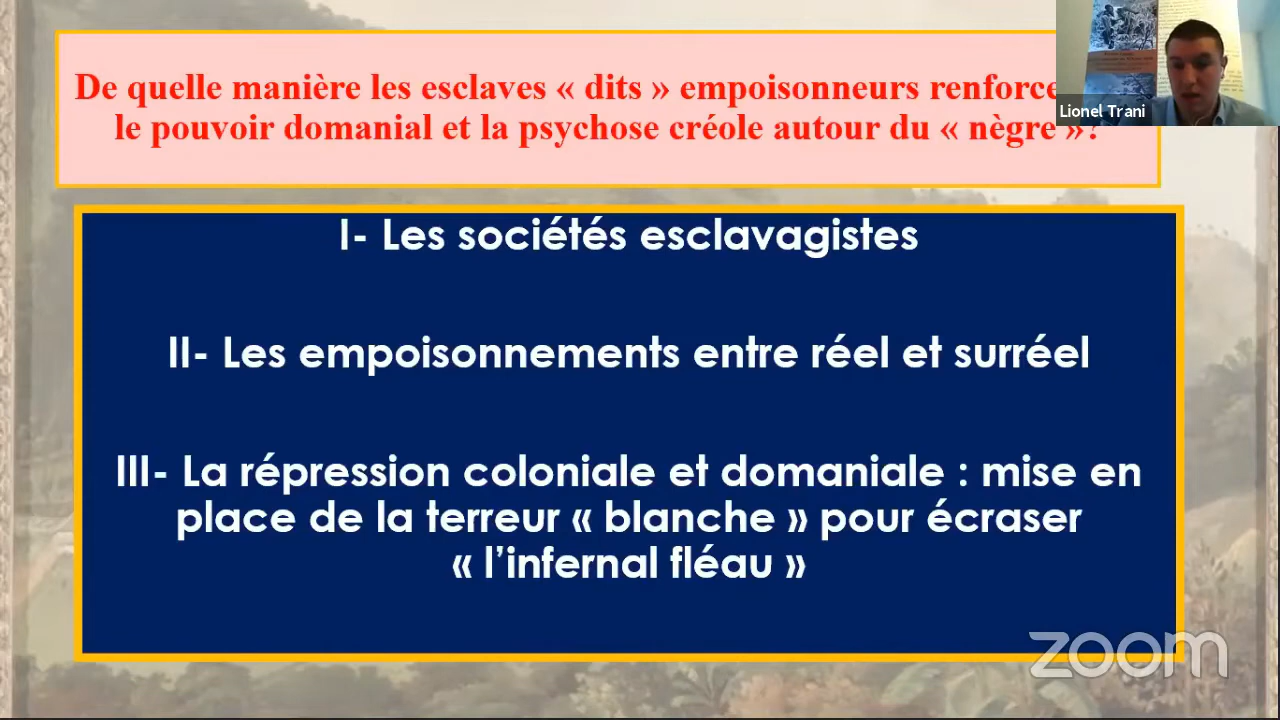 De quelle manière les esclaves « dits » empoisonneurs renforce
le pouvoir domanial et la psychose créole autour du « nègre » ?
Lionel Trani
I- Les sociétés esclavagistes
II- Les empoisonnements entre réel et surréel
III- La répression coloniale et domaniale : mise en
place de la terreur « blanche » pour écraser
« l'infernal fléau »
zoom